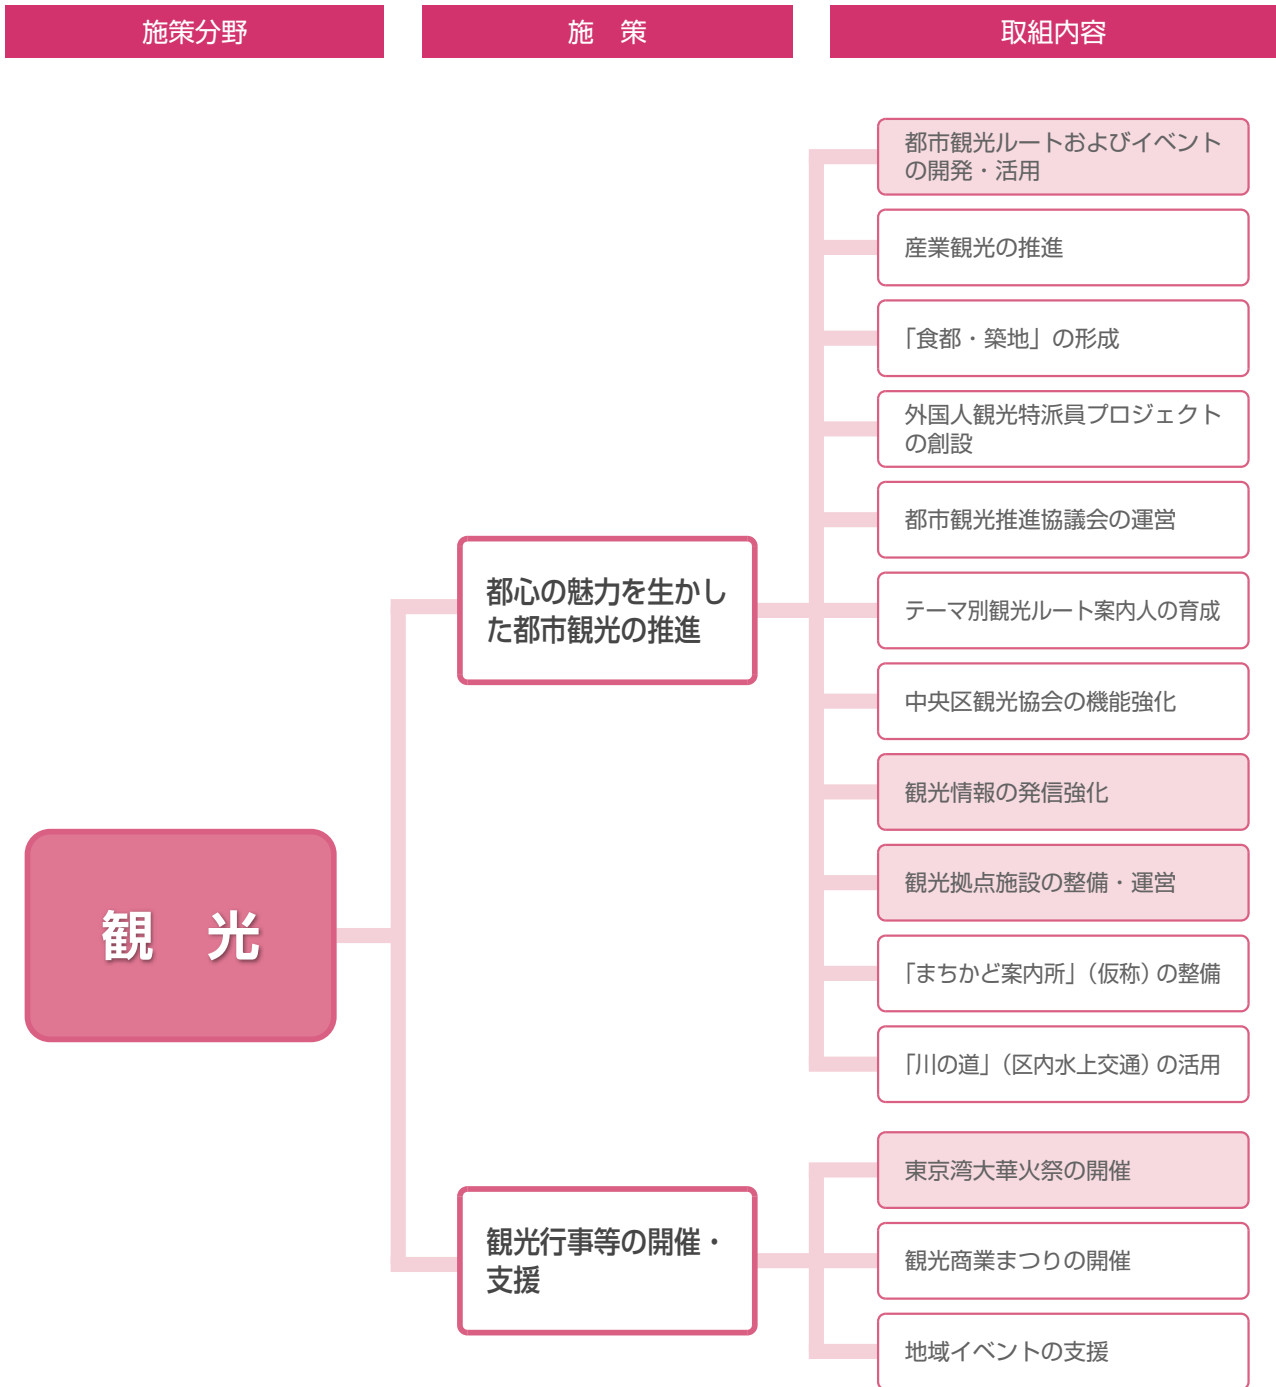 施策分野
施　策
取組内容
都市観光ルートおよびイベント
の開発・活用
産業観光の推進
「食都・築地」の形成
外国人観光特派員プロジェクト
の創設
都市観光推進協議会の運営
都心の魅力を生かし
た都市観光の推進
テーマ別観光ルート案内人の育成
中央区観光協会の機能強化
観光情報の発信強化
観光拠点施設の整備・運営
観　光
「まちかど案内所」（仮称）の整備
「川の道」（区内水上交通）の活用
東京湾大華火祭の開催
観光行事等の開催・
支援
観光商業まつりの開催
地域イベントの支援